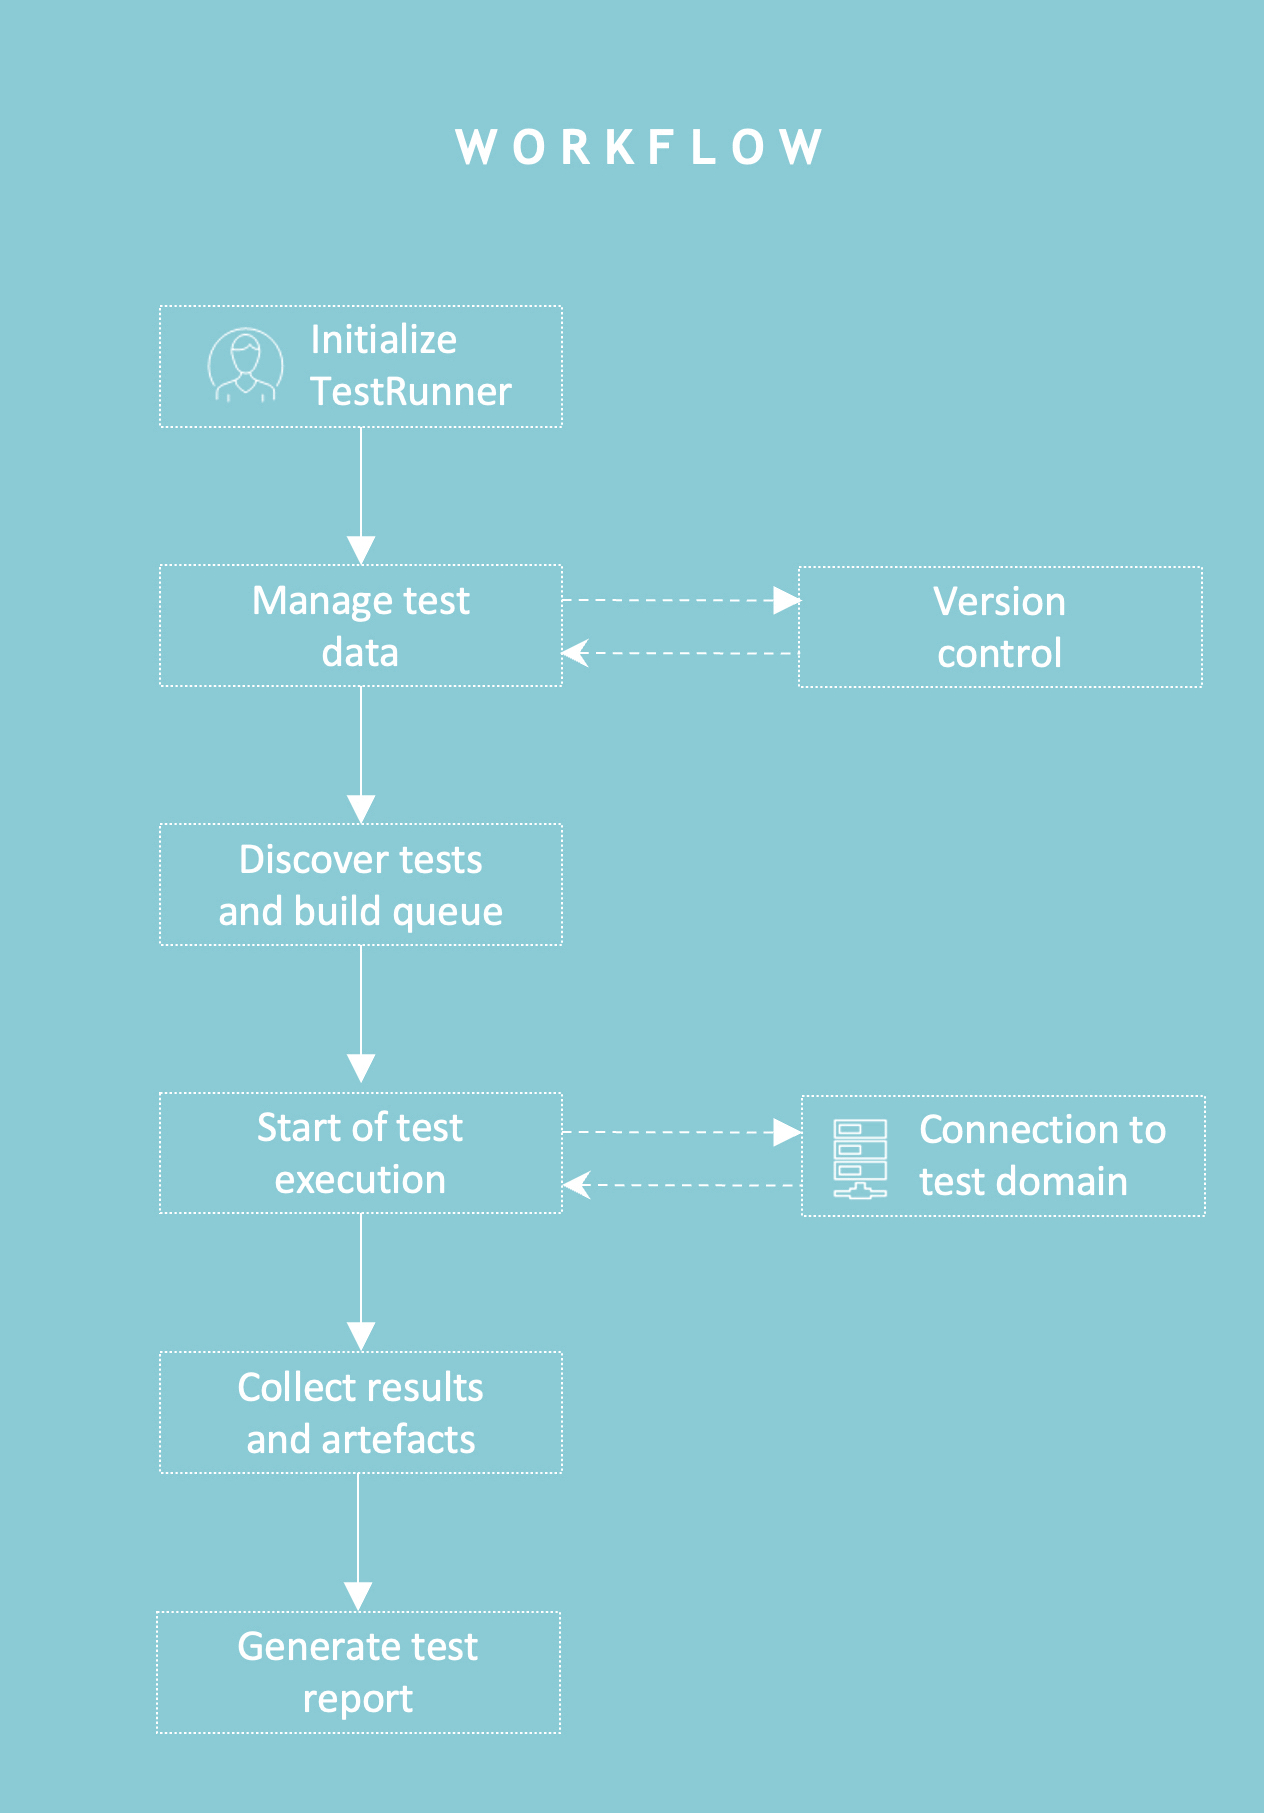 WORKFLOW
Initialize
TestRunner
Manage test
data
Version
control
Discover tests
and build queue
Start of test
execution
Connection to
test domain
Collect results
and artefacts
Generate test
report